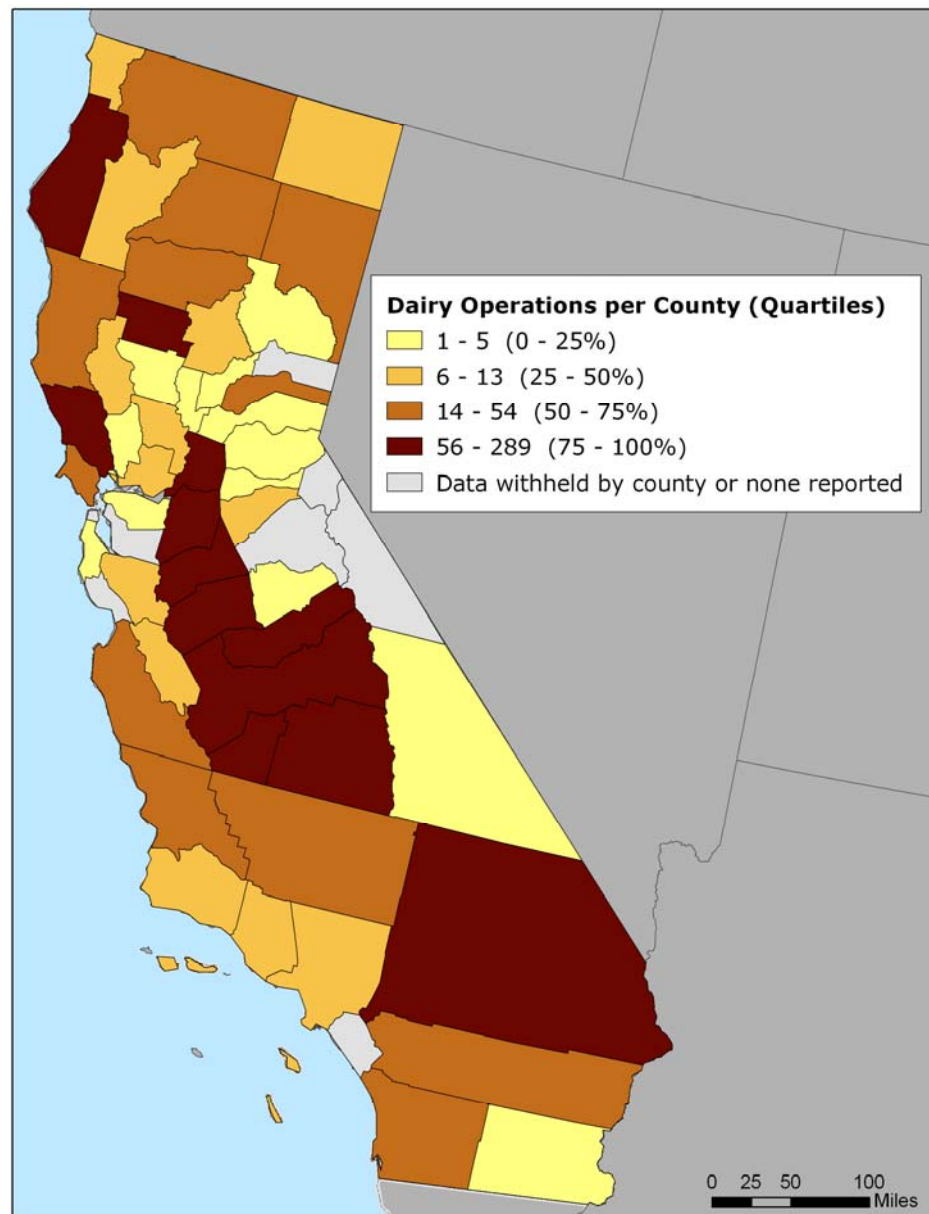 Dairy Operations per County (Quartiles)
1 - 5 (0 - 25%)
6 - 13 (25 - 50%)
14 - 54 (50 - 75%)
56 - 289 (75 - 100%)
Data withheld by county or none reported
0 25 50 100
Miles